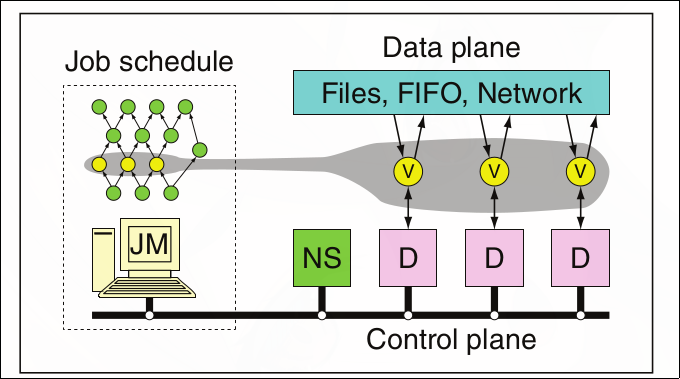 Data plane
Job schedule
Files, FIFO, Network
V V V
JM
NS D D D
Control plane